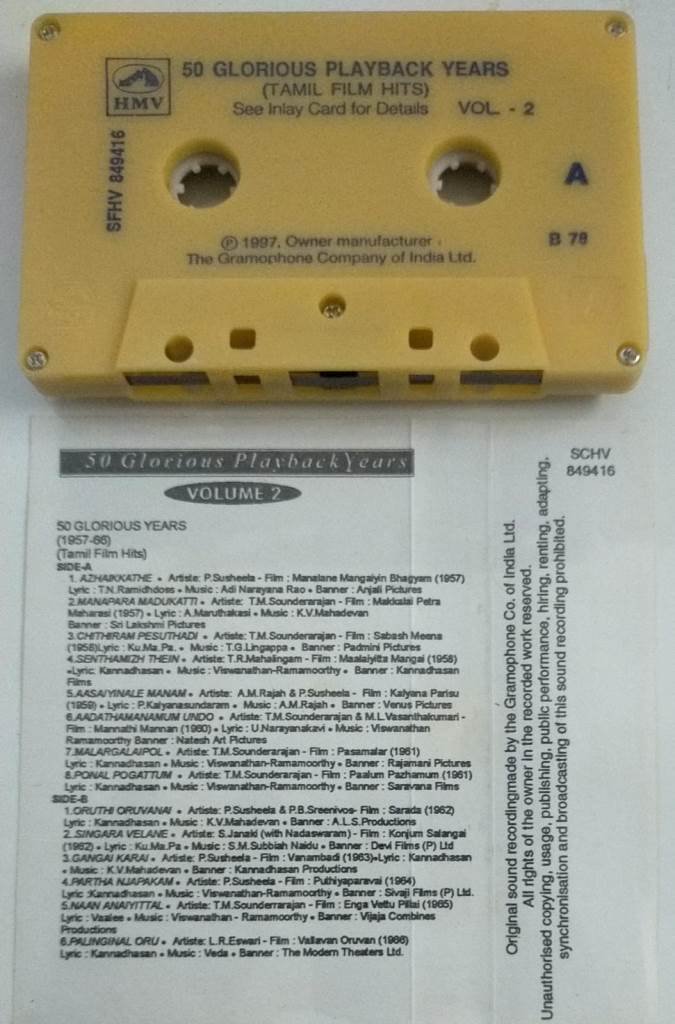 HMV
50 GLORIOUS PLAYBACK YEARS
(TAMIL FILM HITS)
See Inlay Card for Details VOL - 2
SFHV 849416
A
B 78
Ⓟ 1997, Owner manufacturer :
The Gramophone Company of India Ltd.
50 Glorious Playback Years
VOLUME 2
50 GLORIOUS YEARS
(1957-66)
(Tamil Film Hits)
SIDE-A
1. AZHAIKKATHE • Artiste: P.Susheela - Film : Manalane Mangaiyin Bhagyam (1957)
Lyric : T.N.Ramidhdoss • Music : Adi Narayana Rao • Banner : Anjali Pictures
2.MANAPARA MADUKATTI • Artiste: T.M.Sounderarajan - Film : Makkalai Petra
Maharasi (1957) • Lyric : A.Maruthakasi • Music : K.V.Mahadevan
Banner : Sri Lakshmi Pictures
3.CHITHIRAM PESUTHADI • Artiste: T.M.Sounderarajan - Film : Sabash Meena
(1958)Lyric : Ku.Ma.Pa. • Music : T.G.Lingappa • Banner : Padmini Pictures
4.SENTHAMIZH THEIN • Artiste: T.R.Mahalingam - Film : Maalaiyitta Mangai (1958)
•Lyric: Kannadhasan • Music : Viswanathan-Ramamoorthy • Banner : Kannadhasan
Films
5.AASAIYINALE MANAM • Artiste: A.M.Rajah & P.Susheela - Film : Kalyana Parisu
(1959) • Lyric : P.Kalyanasundaram • Music : A.M.Rajah • Banner : Venus Pictures
6.AADATHAMANAMUM UNDO • Artiste: T.M.Sounderarajan & M.L.Vasanthakumari -
Film : Mannathi Mannan (1960) • Lyric : U.Narayanakavi • Music : Viswanathan
Ramamoorthy Banner : Natesh Art Pictures
7.MALARGALAIPOL • Artiste: T.M.Sounderarajan - Film : Pasamalar (1961)
Lyric : Kannadhasan • Music : Viswanathan-Ramamoorthy • Banner : Rajamani Pictures
8.PONAL POGATTUM • Artiste: T.M.Sounderarajan - Film : Paalum Pazhamum (1961)
Lyric : Kannadhasan • Music : Viswanathan-Ramamoorthy • Banner : Saravana Films
SIDE-B
1.ORUTHI ORUVANAI • Artiste: P.Susheela & P.B.Sreenivos- Film : Sarada (1962)
Lyric : Kannadhasan • Music : K.V.Mahadevan • Banner : A.L.S.Productions
2.SINGARA VELANE • Artiste: S.Janaki (with Nadaswaram) - Film : Konjum Salangai
(1962) • Lyric : Ku.Ma.Pa • Music : S.M.Subbiah Naidu • Banner : Devi Films (P) Ltd
3.GANGAI KARAI • Artiste: P.Susheela - Film : Vanambadi (1963)•Lyric : Kannadhasan
• Music : K.V.Mahadevan • Banner : Kannadhasan Productions
4.PARTHA NJAPAKAM • Artiste: P.Susheela - Film : Puthiyaparavai (1964)
Lyric :Kannadhasan • Music : Viswanathan-Ramamoorthy • Banner : Sivaji Films (P) Ltd.
5.NAAN ANAIYITTAL • Artiste: T.M.Sounderrarajan - Film : Enga Vettu Pillai (1965)
Lyric : Vaalee • Music : Viswanathan - Ramamoorthy • Banner : Vijaja Combines
Productions
6.PALINGINAL ORU • Artiste: L.R.Eswari - Film : Vallavan Oruvan (1966)
Lyric : Kannadhasan • Music : Veda • Banner : The Modern Theaters Ltd.
SCHV
849416
Original sound recordingmade by the Gramophone Co. of India Ltd.
All rights of the owner in the recorded work reserved.
Unauthorised copying, usage, publishing, public performance, hiring, renting, adapting,
synchronisation and broadcasting of this sound recording prohibited.